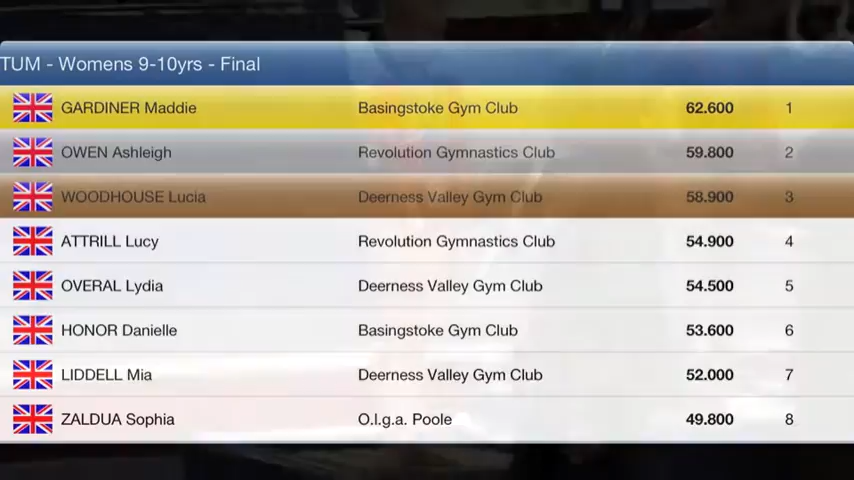 TUM - Womens 9-10yrs - Final
GARDINER Maddie Basingstoke Gym Club 62.600 1
OWEN Ashleigh Revolution Gymnastics Club 59.800 2
WOODHOUSE Lucia Deerness Valley Gym Club 58.900 3
ATTRILL Lucy Revolution Gymnastics Club 54.900 4
OVERAL Lydia Deerness Valley Gym Club 54.500 5
HONOR Danielle Basingstoke Gym Club 53.600 6
LIDDELL Mia Deerness Valley Gym Club 52.000 7
ZALDUA Sophia O.l.g.a. Poole 49.800 8